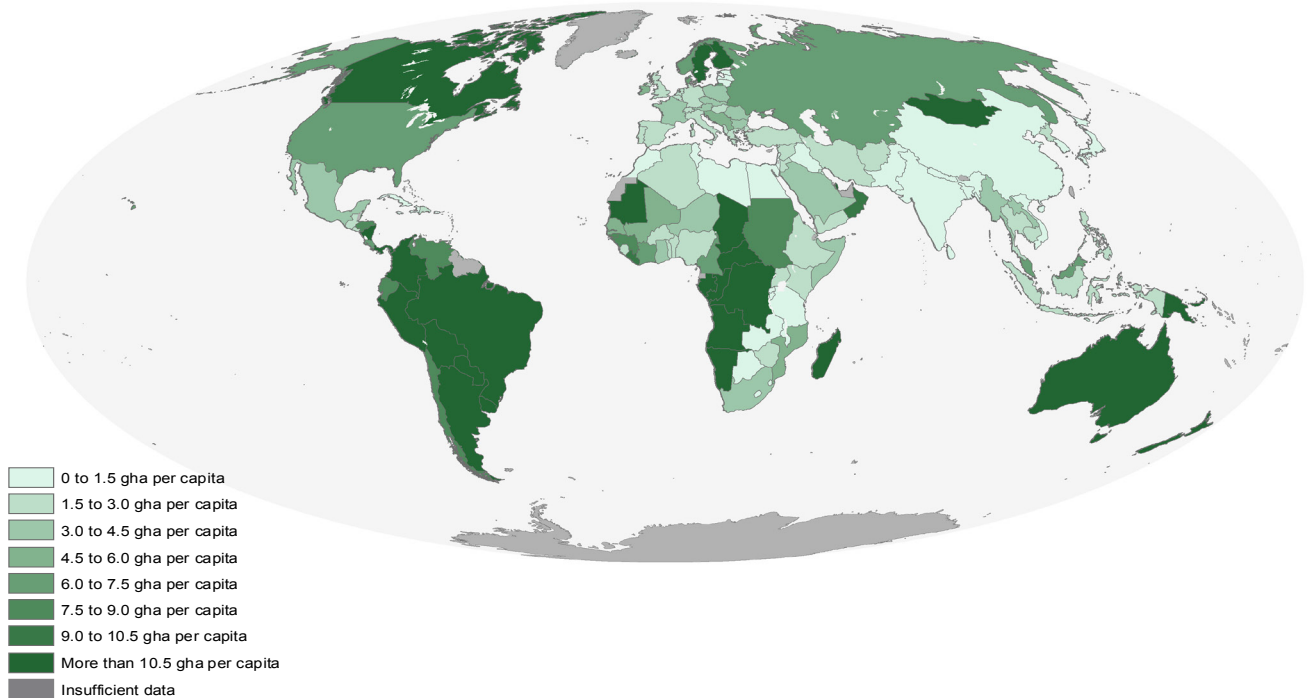 0 to 1.5 gha per capita
1.5 to 3.0 gha per capita
3.0 to 4.5 gha per capita
4.5 to 6.0 gha per capita
6.0 to 7.5 gha per capita
7.5 to 9.0 gha per capita
9.0 to 10.5 gha per capita
More than 10.5 gha per capita
Insufficient data